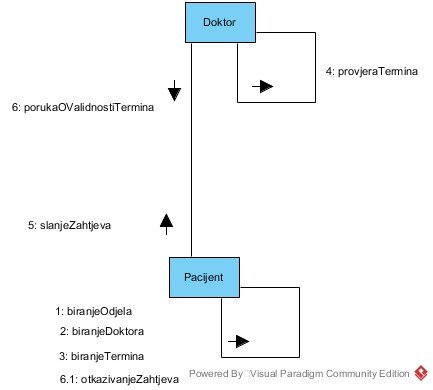 Doktor
4: provjeraTermina
6: porukaOValidnostiTermina
5: slanjeZahtjeva
Pacijent
1: biranjeOdjela
2: biranjeDoktora
3: biranjeTermina
6.1: otkazivanjeZahtjeva
Powered By Visual Paradigm Community Edition